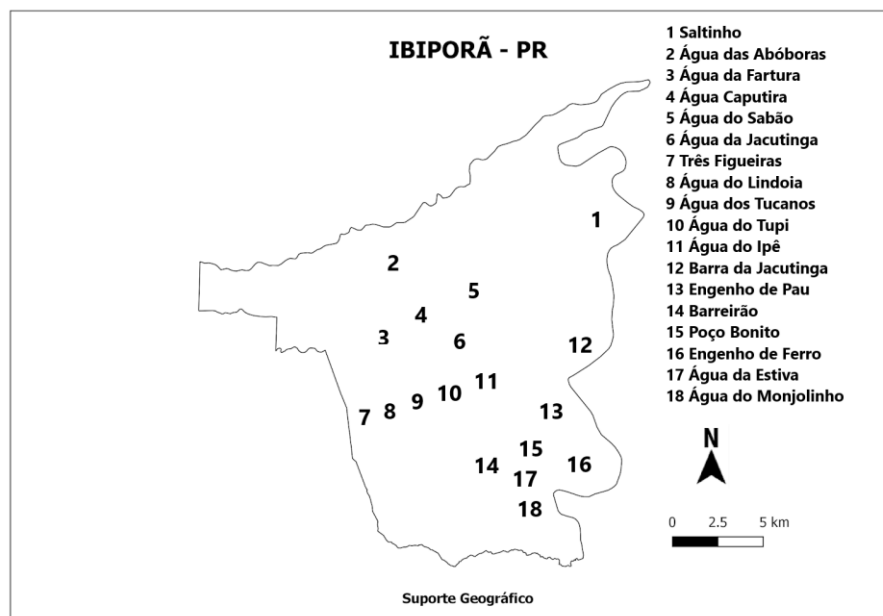 IBIPORÃ - PR
1 Saltinho
2 Água das Abóboras
3 Água da Fartura
4 Água Caputira
5 Água do Sabão
6 Água da Jacutinga
7 Três Figueiras
8 Água do Lindoia
9 Água dos Tucanos
10 Água do Tupi
11 Água do Ipê
12 Barra da Jacutinga
13 Engenho de Pau
14 Barreirão
15 Poço Bonito
16 Engenho de Ferro
17 Água da Estiva
18 Água do Monjolinho
1
2
5
4
3
6
12
11
10
9
8
7
13
15
14
16
17
18
N
0 2.5 5 km
Suporte Geográfico